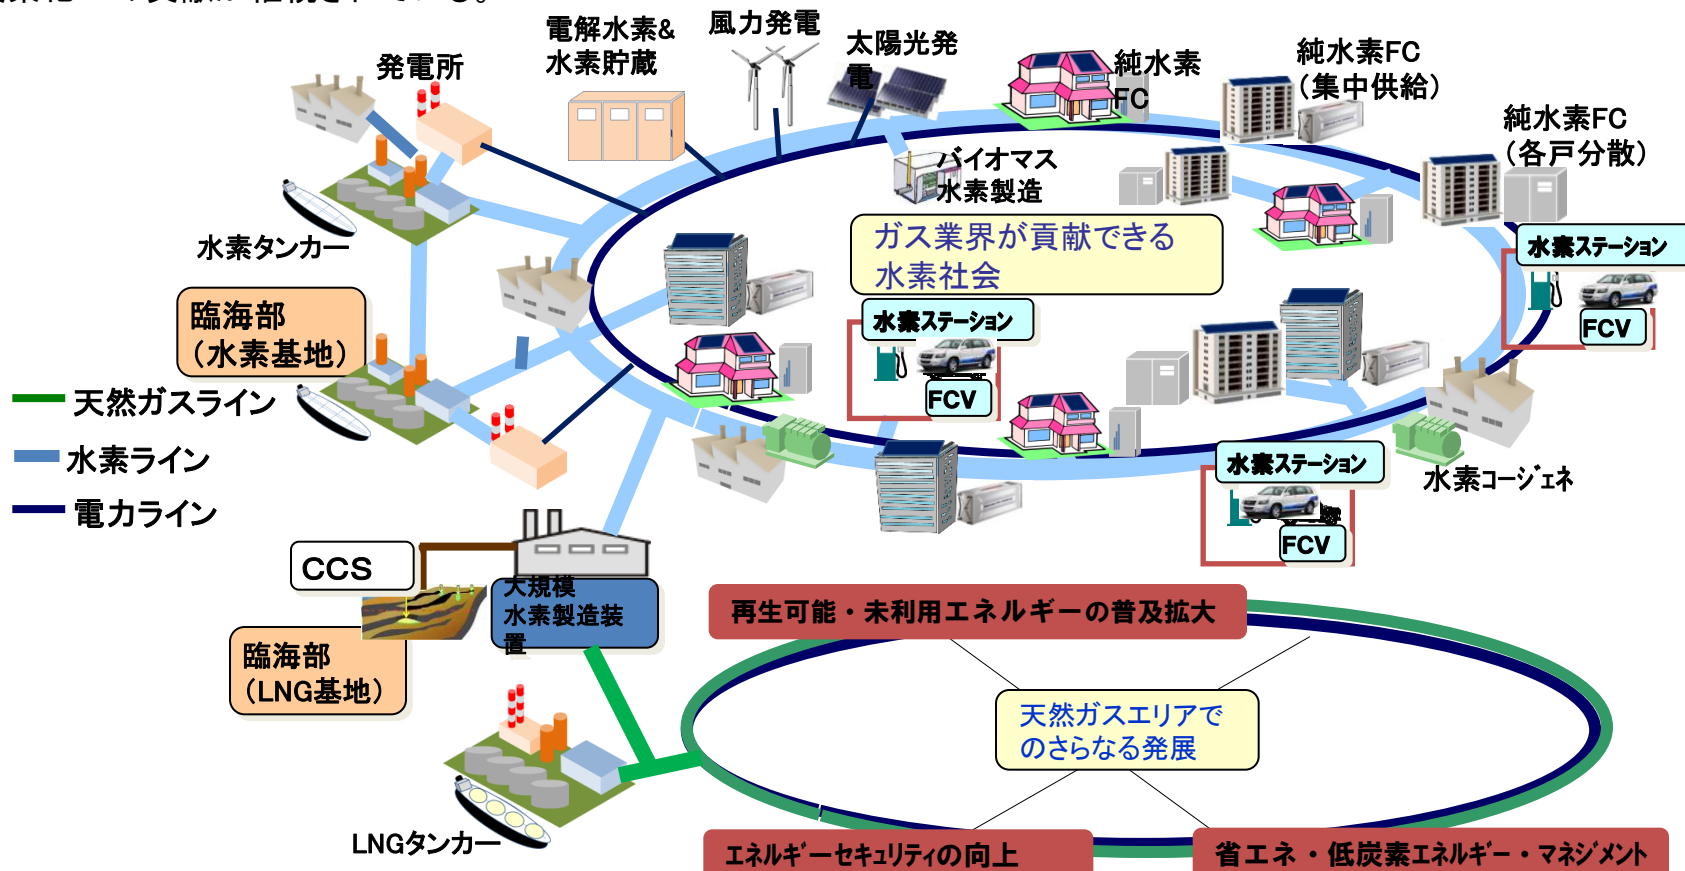 電解水素&
水素貯蔵
風力発電
太陽光発
電
発電所
純水素
FC
純水素FC
（集中供給）
純水素FC
（各戸分散）
バイオマス
水素製造
水素タンカー
ガス業界が貢献できる
水素社会
水素ステーション
FCV
臨海部
（水素基地）
水素ステーション
FCV
天然ガスライン
水素ライン
電力ライン
水素ステーション
FCV
水素コージェネ
CCS
大規模
水素製造装
置
臨海部
（LNG基地）
LNGタンカー
再生可能・未利用エネルギーの普及拡大
天然ガスエリアで
のさらなる発展
エネルギーセキュリティの向上
省エネ・低炭素エネルギー・マネジメント